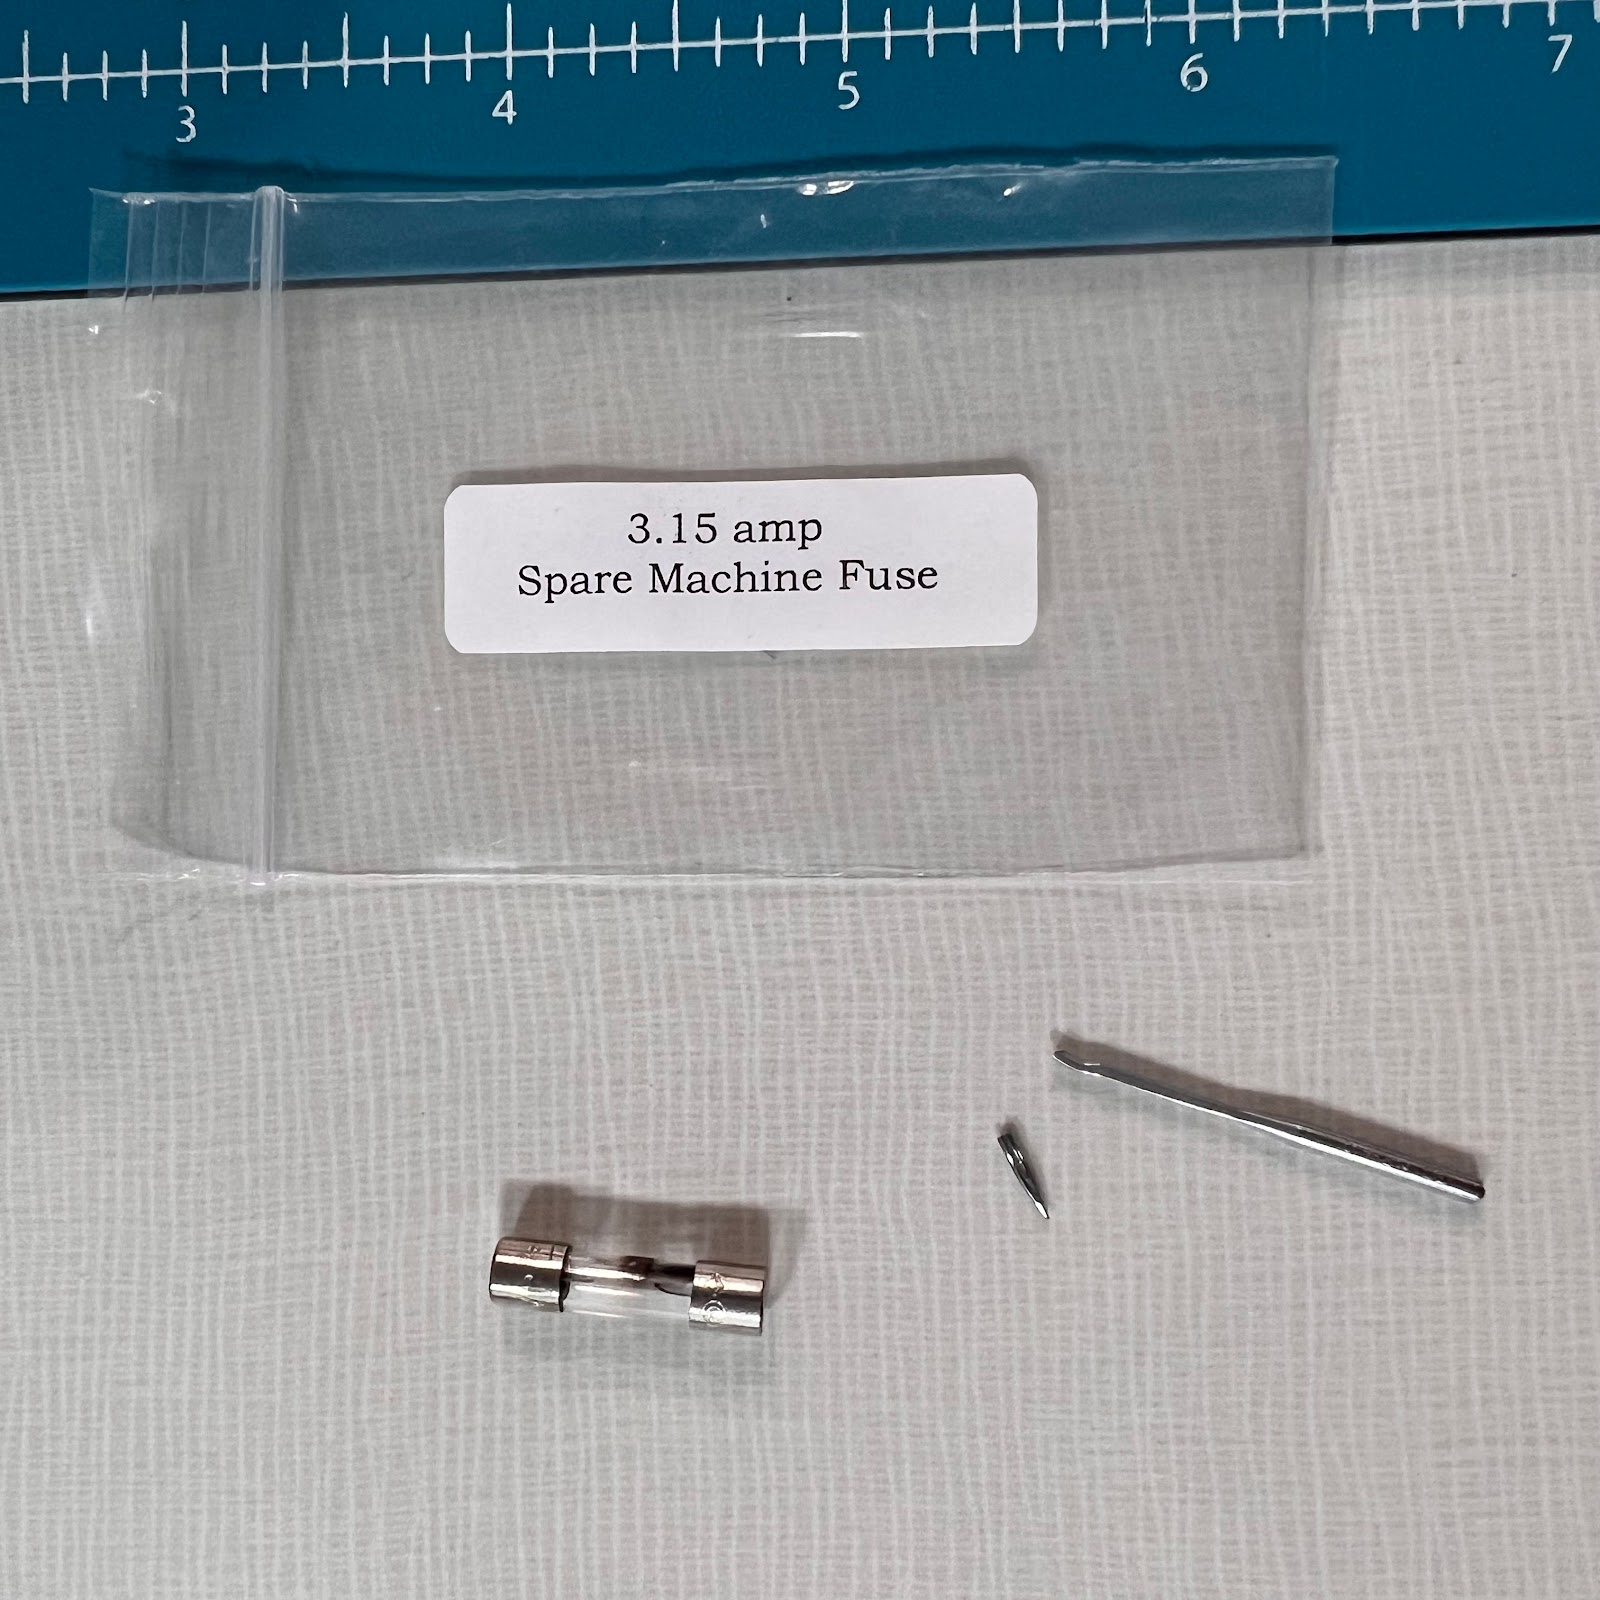 3 4 5 6 7
3.15 amp
Spare Machine Fuse